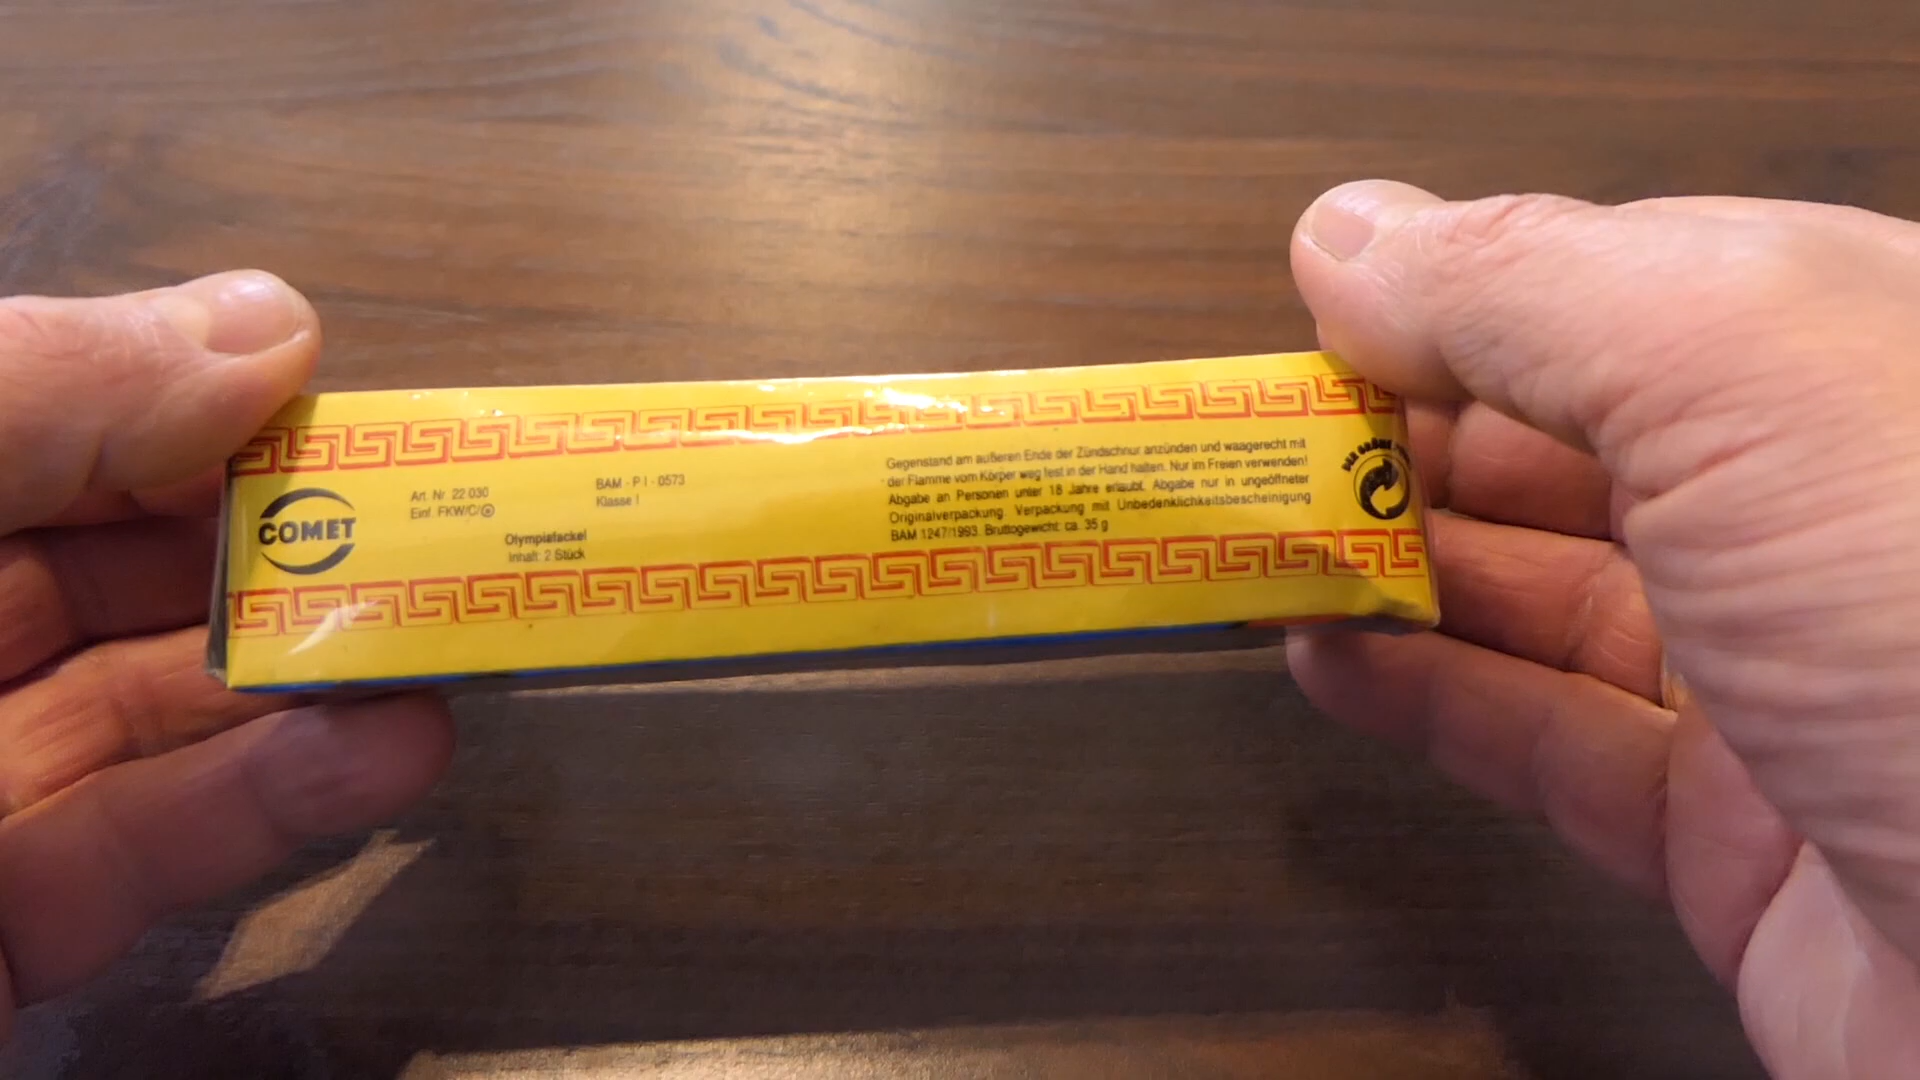 COMET
Art. Nr. 22 030
Einf. FKW/C/
BAM - P I - 0573
Klasse I
Olympiafackel
Inhalt: 2 Stück
Gegenstand am äußeren Ende der Zündschnur anzünden und waagerecht mit
der Flamme vom Körper weg fest in der Hand halten. Nur im Freien verwenden!
Abgabe an Personen unter 18 Jahre erlaubt. Abgabe nur in ungeöffneter
Originalverpackung. Verpackung mit Unbedenklichkeitsbescheinigung
BAM 1247/1993. Bruttogewicht: ca. 35 g
DER GRÜNE